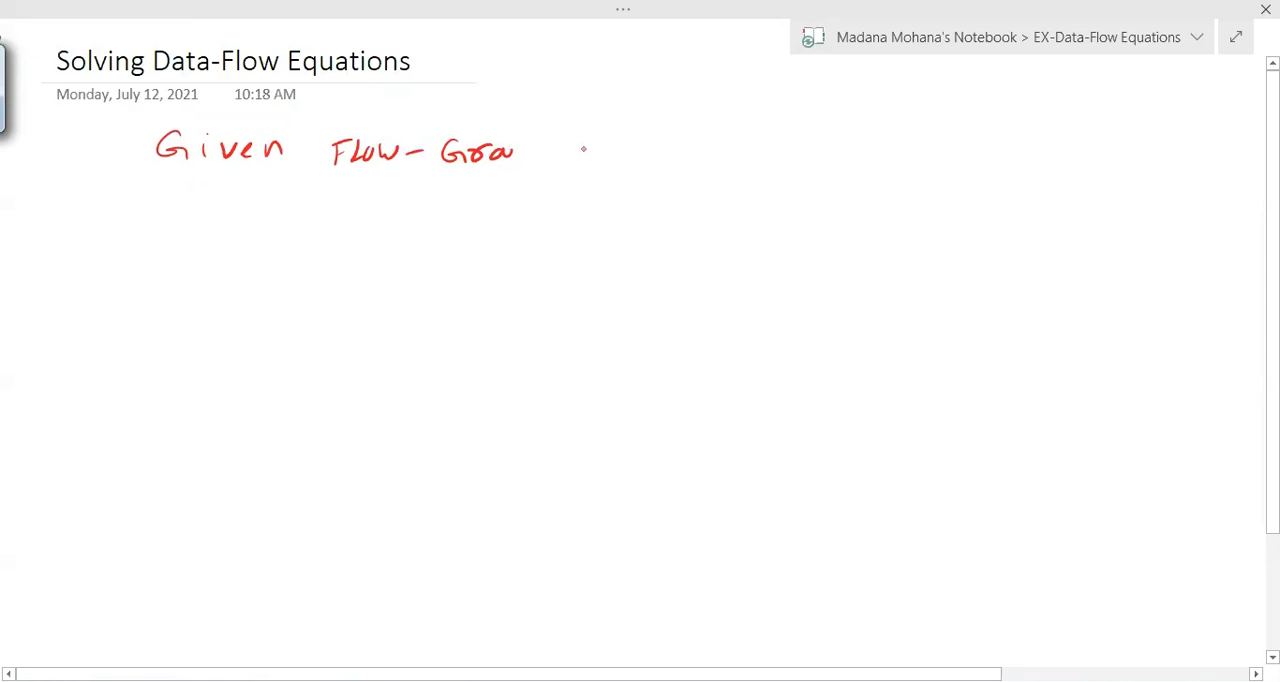 Madana Mohana's Notebook > EX-Data-Flow Equations
Solving Data-Flow Equations
Monday, July 12, 2021 10:18 AM
Given Flow-Gra